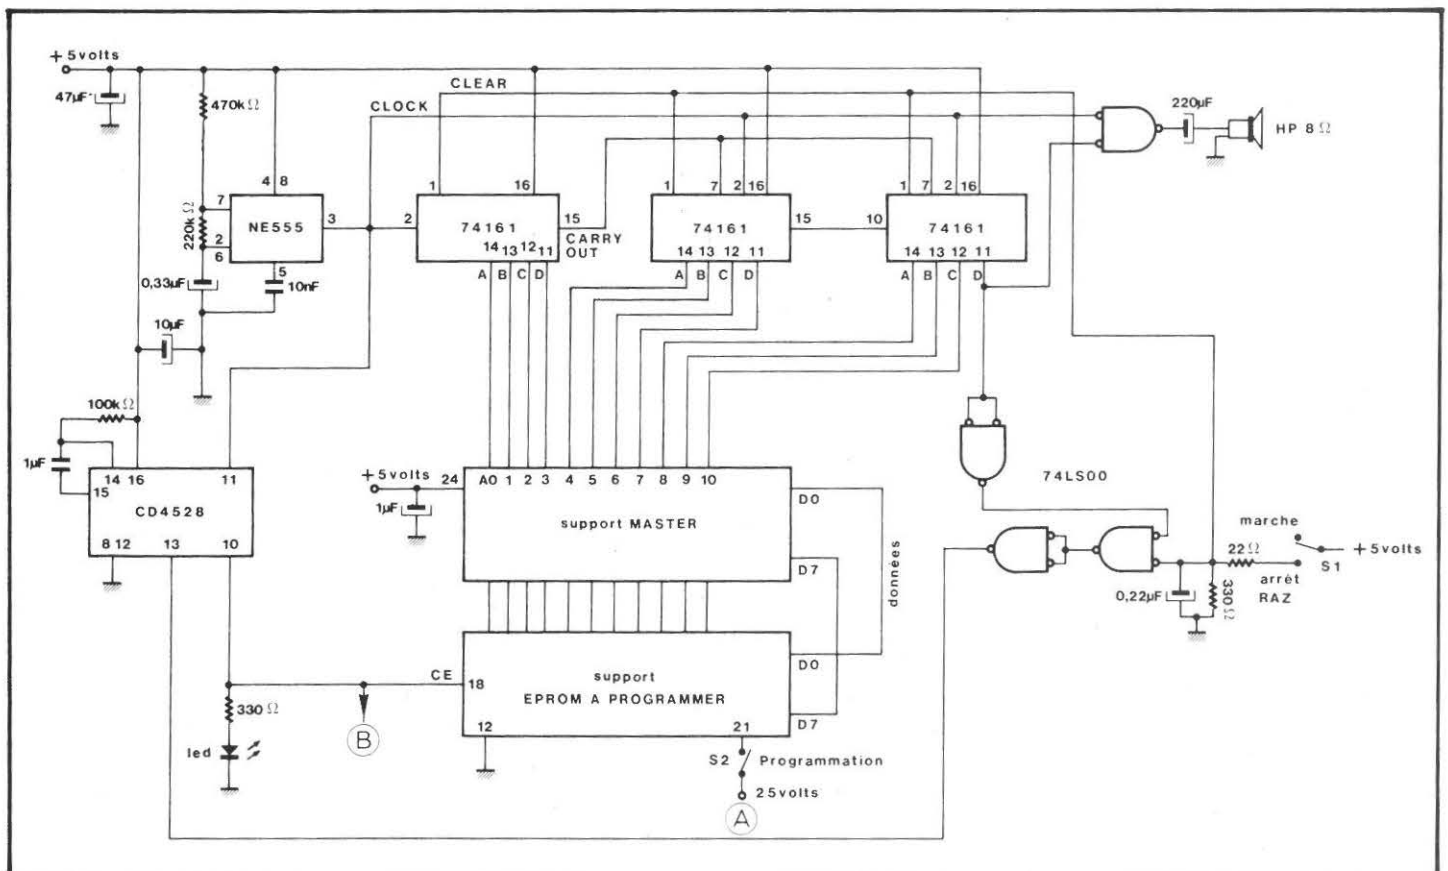 +5volts
47µF
470kΩ
CLEAR
CLOCK
220µF
HP 8Ω
4 8
7
220kΩ
2
6
NE555
3
5
0,33µF
10nF
10µF
1 16
2
74161
15
CARRY
OUT
14 13 12 11
A B C D
1 7 2 16
74161
15
14 13 12 11
A B C D
1 7 2 16
10
74161
14 13 12 11
A B C D
100kΩ
1µF
14 16 11
15
CD4528
8 12 13 10
+5volts
24
1µF
A0 1 2 3 4 5 6 7 8 9 10
support MASTER
D0
D7
données
74LS00
marche
22Ω
+5volts
S1
arrêt
RAZ
0,22µF
330Ω
CE
18
support
EPROM A PROGRAMMER
D0
D7
12
21
330Ω
led
B
S2 Programmation
25volts
A